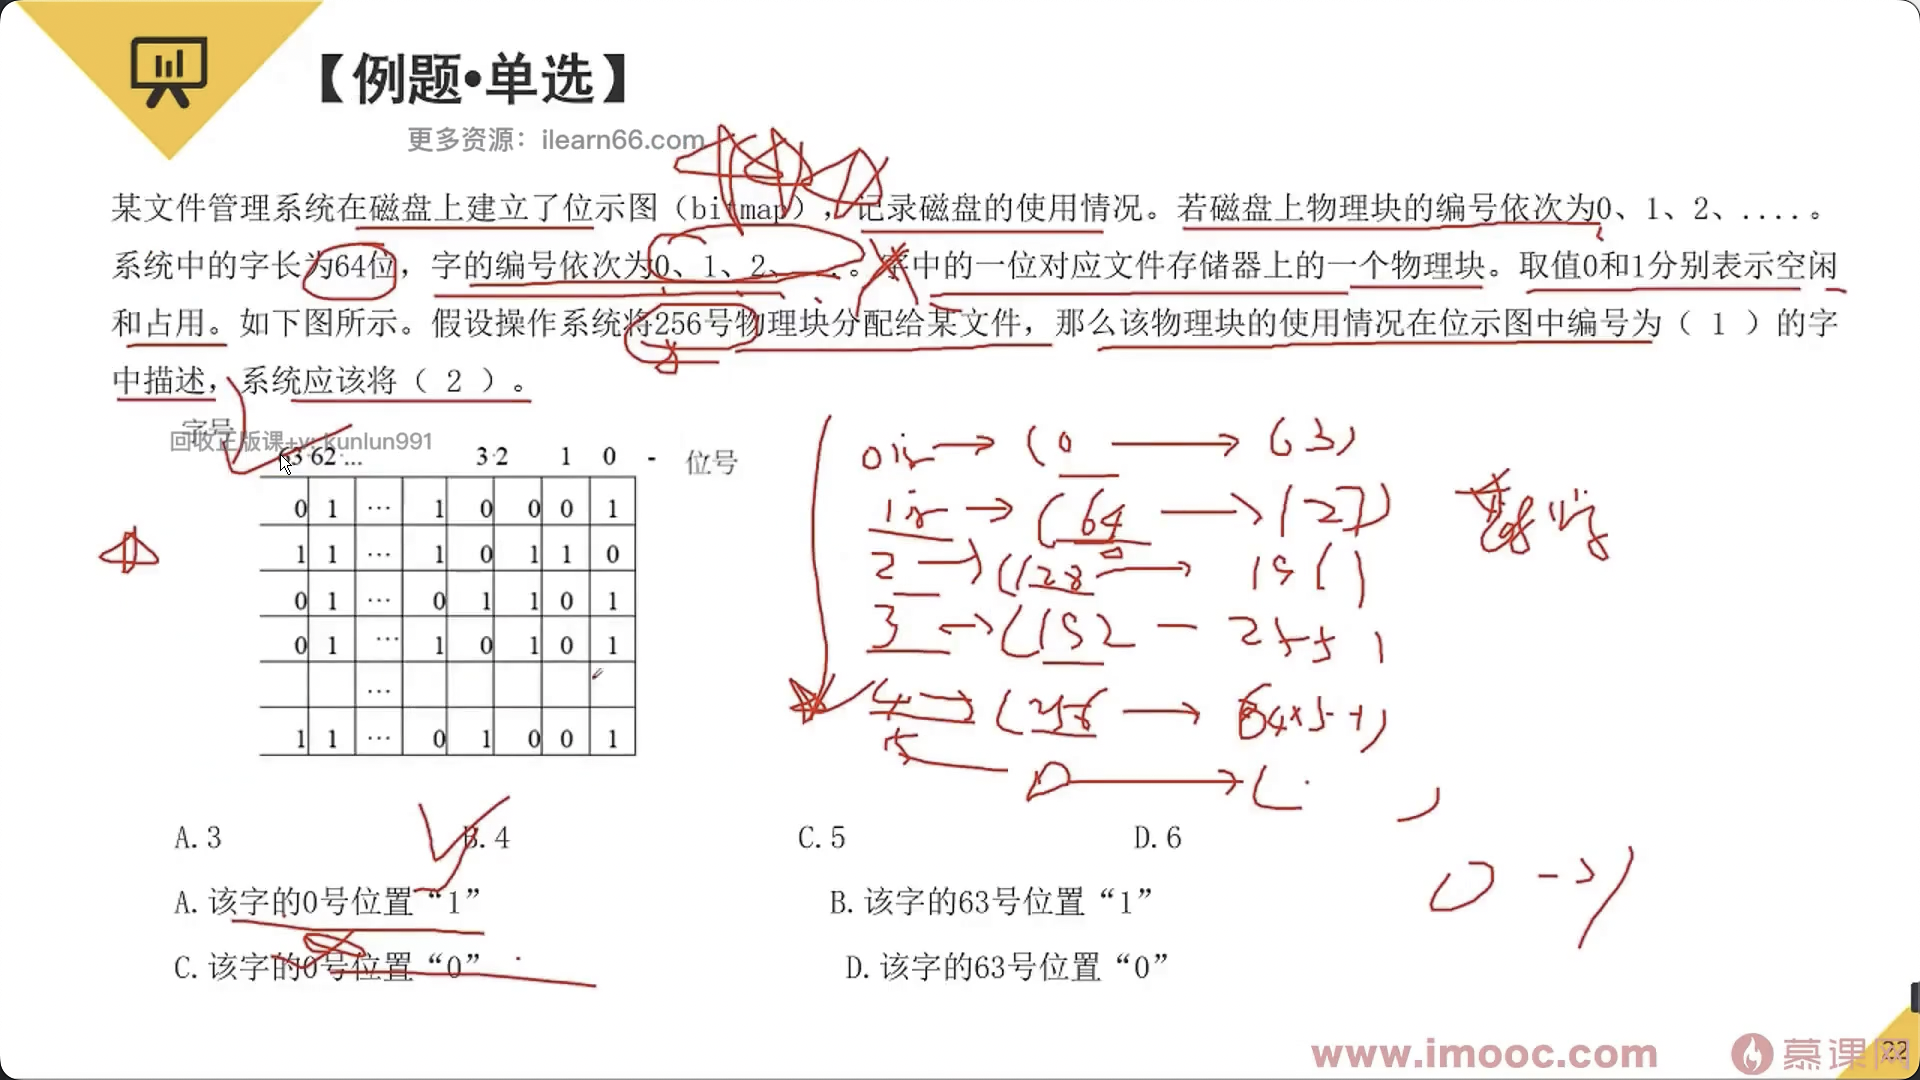 【例题•单选】
更多资源：ilearn66.com
某文件管理系统在磁盘上建立了位示图（bitmap），记录磁盘的使用情况。若磁盘上物理块的编号依次为0、1、2、....。
系统中的字长为64位，字的编号依次为0、1、2、...。字中的一位对应文件存储器上的一个物理块。取值0和1分别表示空闲
和占用。如下图所示。假设操作系统将256号物理块分配给某文件，那么该物理块的使用情况在位示图中编号为（ 1 ）的字
中描述，系统应该将（ 2 ）。
字号
回收正版课+v: kunlun991
63 62 ... 3 2 1 0 - 位号
0 1 ... 1 0 0 0 1
1 1 ... 1 0 1 1 0
0 1 ... 0 1 1 0 1
0 1 ... 1 0 1 0 1
...
1 1 ... 0 1 0 0 1
0 → (0 → 63)
1 → (64 → 127)
2 → (128 → 191)
3 → (192 - 255)
4 → (256 → 64×5-1)
0 → 1
A.3 B.4 C.5 D.6
A.该字的0号位置“1” B.该字的63号位置“1”
C.该字的0号位置“0” D.该字的63号位置“0”
www.imooc.com 慕课网
22